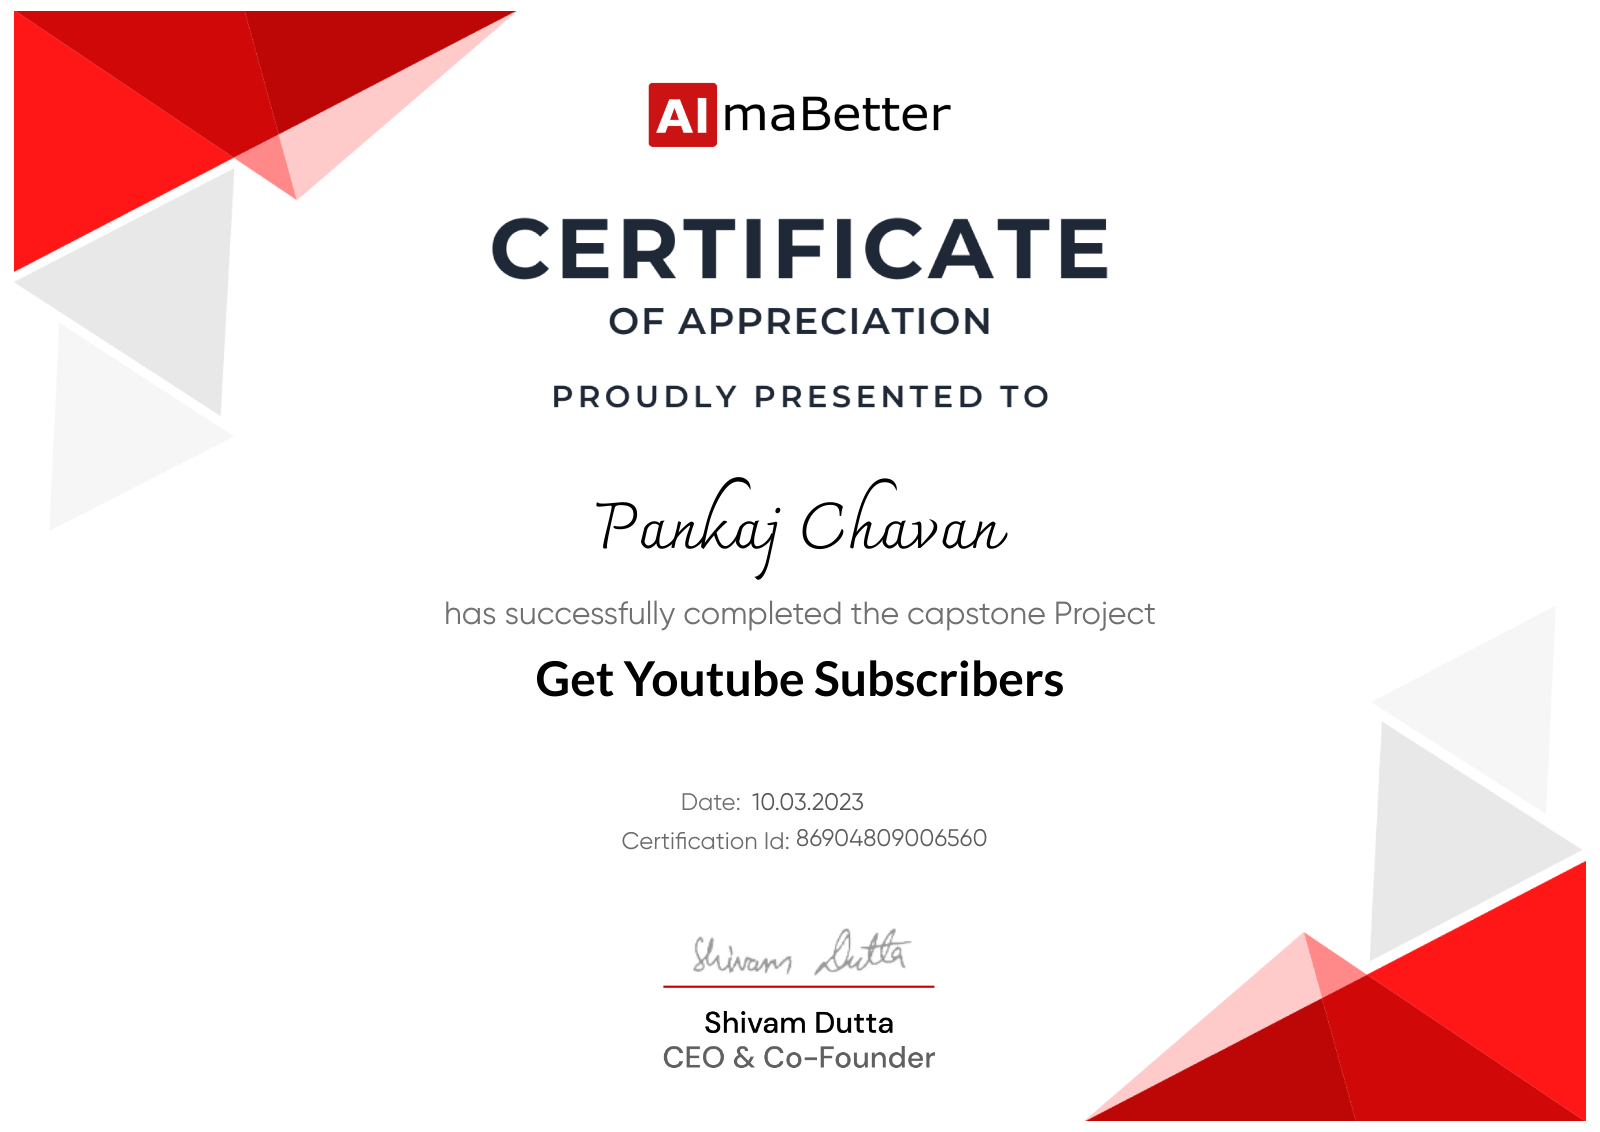 AlmaBetter
CERTIFICATE
OF APPRECIATION
PROUDLY PRESENTED TO
Pankaj Chavan
has successfully completed the capstone Project
Get Youtube Subscribers
Date: 10.03.2023
Certification Id: 86904809006560
Shivam Dutta
Shivam Dutta
CEO & Co-Founder